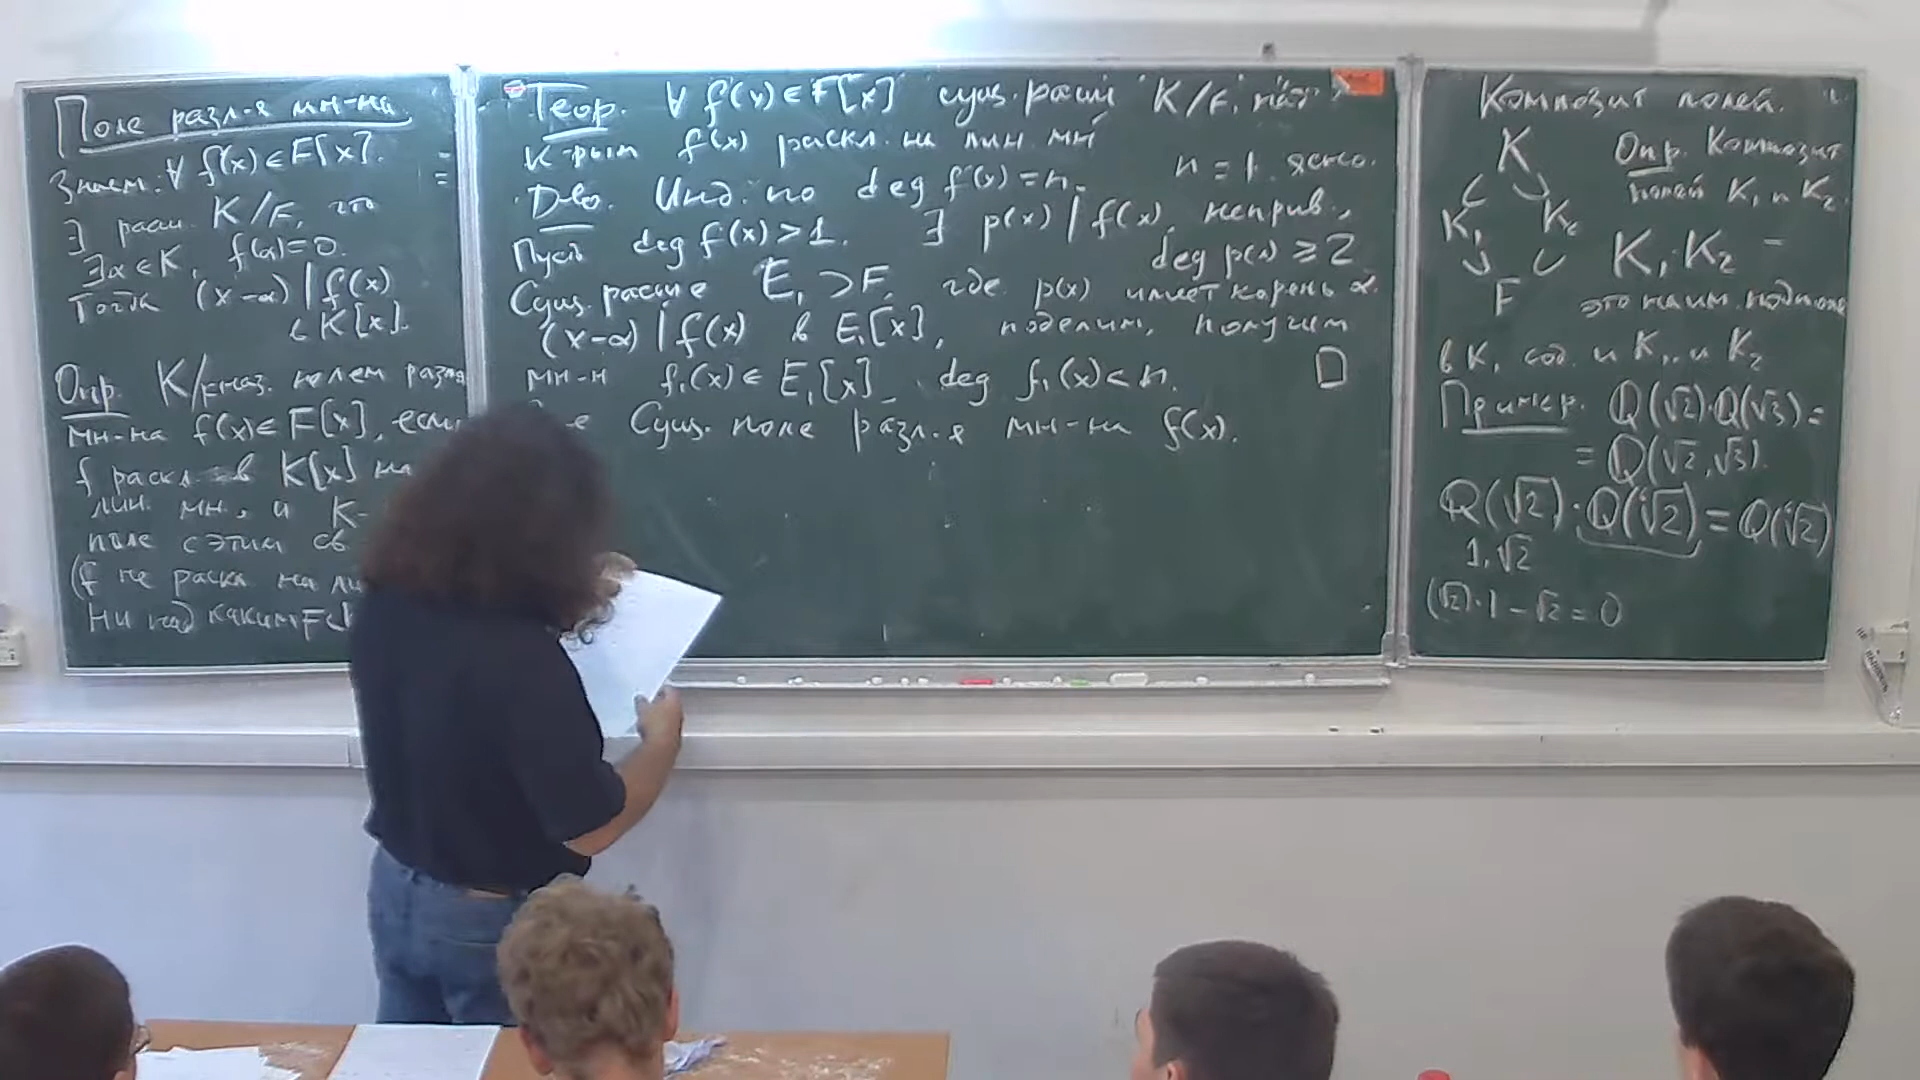 Поле разл-я мн-на.
Знаем. ∀ f(x) ∈ F[x].
∃ расш. K/F, что
∃α ∈ K, f(α)=0.
Тогда (x-α) | f(x)
в K[x].
Опр. K/F наз. полем разл
мн-на f(x) ∈ F[x], если
f раскл. в K[x] на
лин. мн., и K-
поле с этим св
(f не раскл на ли
ни над каким F⊂
Теор. ∀ f(x) ∈ F[x] сущ. расш K/F, над
к-рым f(x) раскл. на лин. мн
Д-во. Инд. по deg f(x) = n. n = 1. ясно.
Пусть deg f(x) > 1. ∃ p(x) | f(x), неприв.,
deg p(x) ≥ 2
Сущ. расш-е E₁ ⊃ F, где p(x) имеет корень α.
(x-α) | f(x) в E₁[x], поделим, получим
мн-н f₁(x) ∈ E₁[x], deg f₁(x) < n. □
е Сущ. поле разл-я мн-на f(x).
Композит полей.
K
K₁ K₂
F
Опр. Композит
полей K₁ и K₂.
K₁K₂ –
это наим. подполе
в K, сод. и K₁, и K₂
Пример. Q(√2)·Q(√3) =
= Q(√2,√3).
Q(√2)·Q(⁴√2) = Q(⁴√2)
1, √2
(√2)·1 – √2 = 0